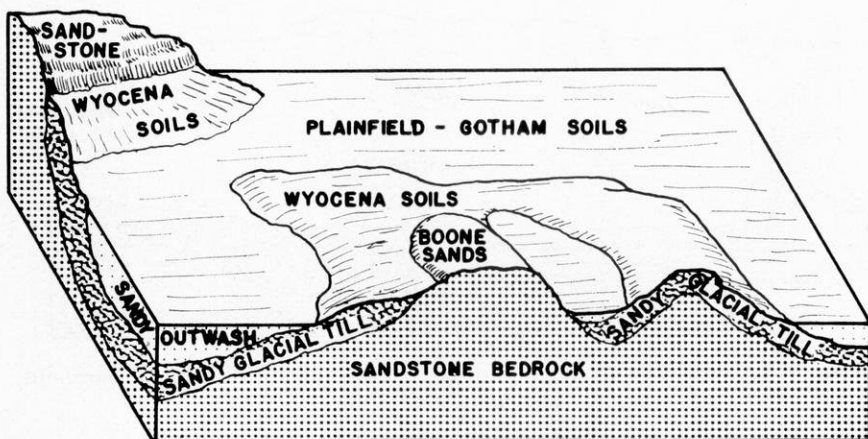 SAND-
STONE
WYOCENA
SOILS
PLAINFIELD - GOTHAM SOILS
WYOCENA SOILS
BOONE
SANDS
SANDY
OUTWASH
SANDY GLACIAL TILL
SANDY GLACIAL TILL
SANDSTONE BEDROCK